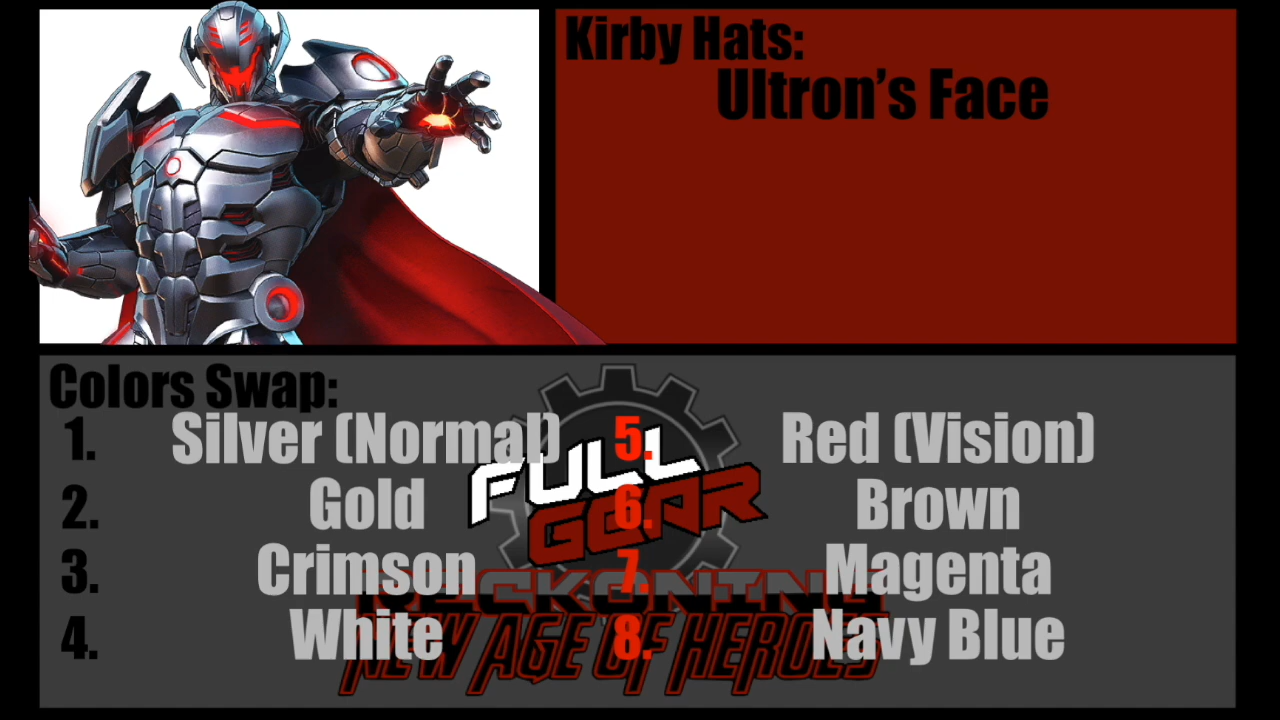 Kirby Hats:
Ultron’s Face
Colors Swap:
1. Silver (Normal) 5. Red (Vision)
2. Gold 6. Brown
3. Crimson 7. Magenta
4. White 8. Navy Blue
FULL
GEAR
RECKONING
NEW AGE OF HEROES